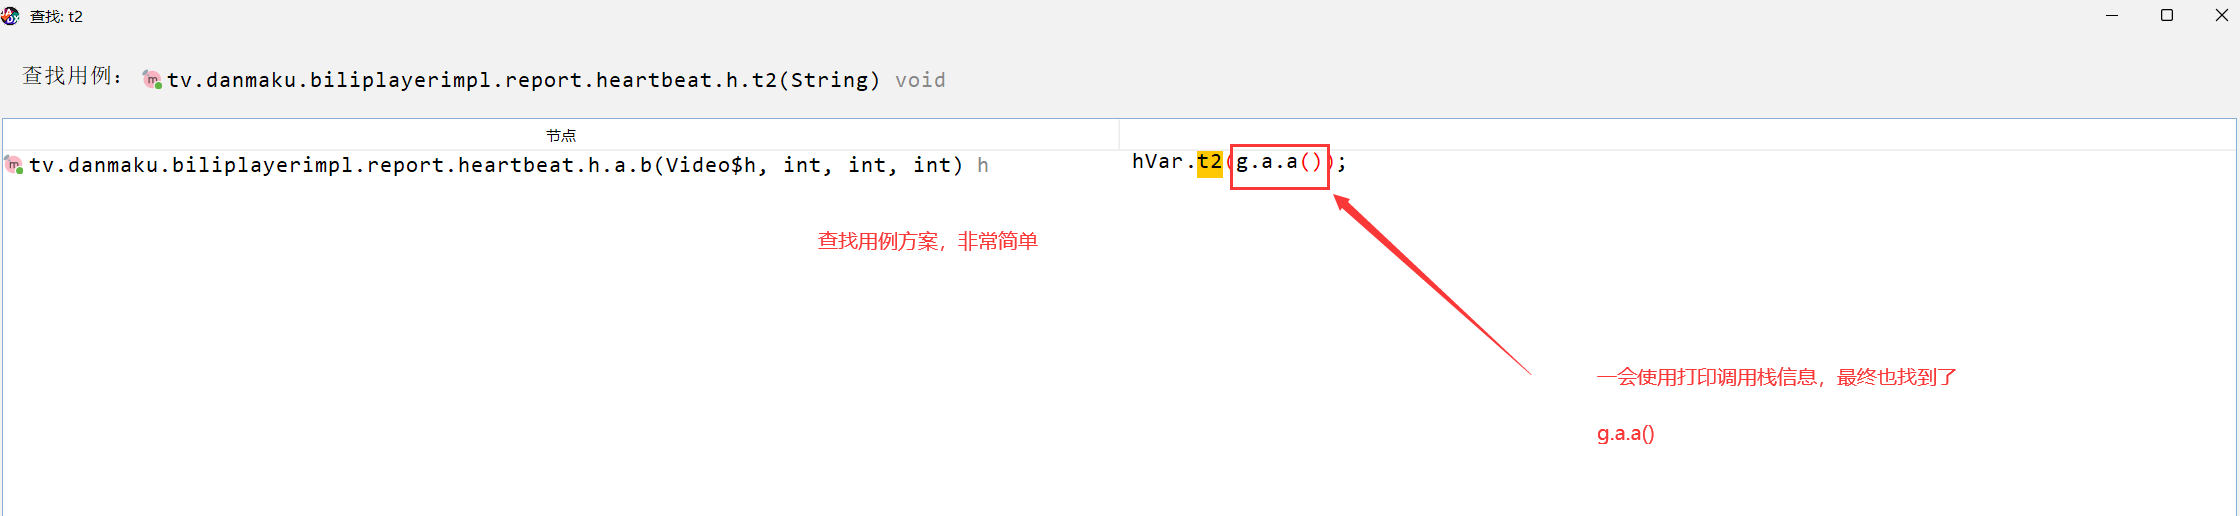 查找: t2
查找用例： m tv.danmaku.biliplayerimpl.report.heartbeat.h.t2(String) void
节点
m tv.danmaku.biliplayerimpl.report.heartbeat.h.a.b(Video$h, int, int, int) h hVar.t2(g.a.a());
查找用例方案，非常简单
一会使用打印调用栈信息，最终也找到了
g.a.a()